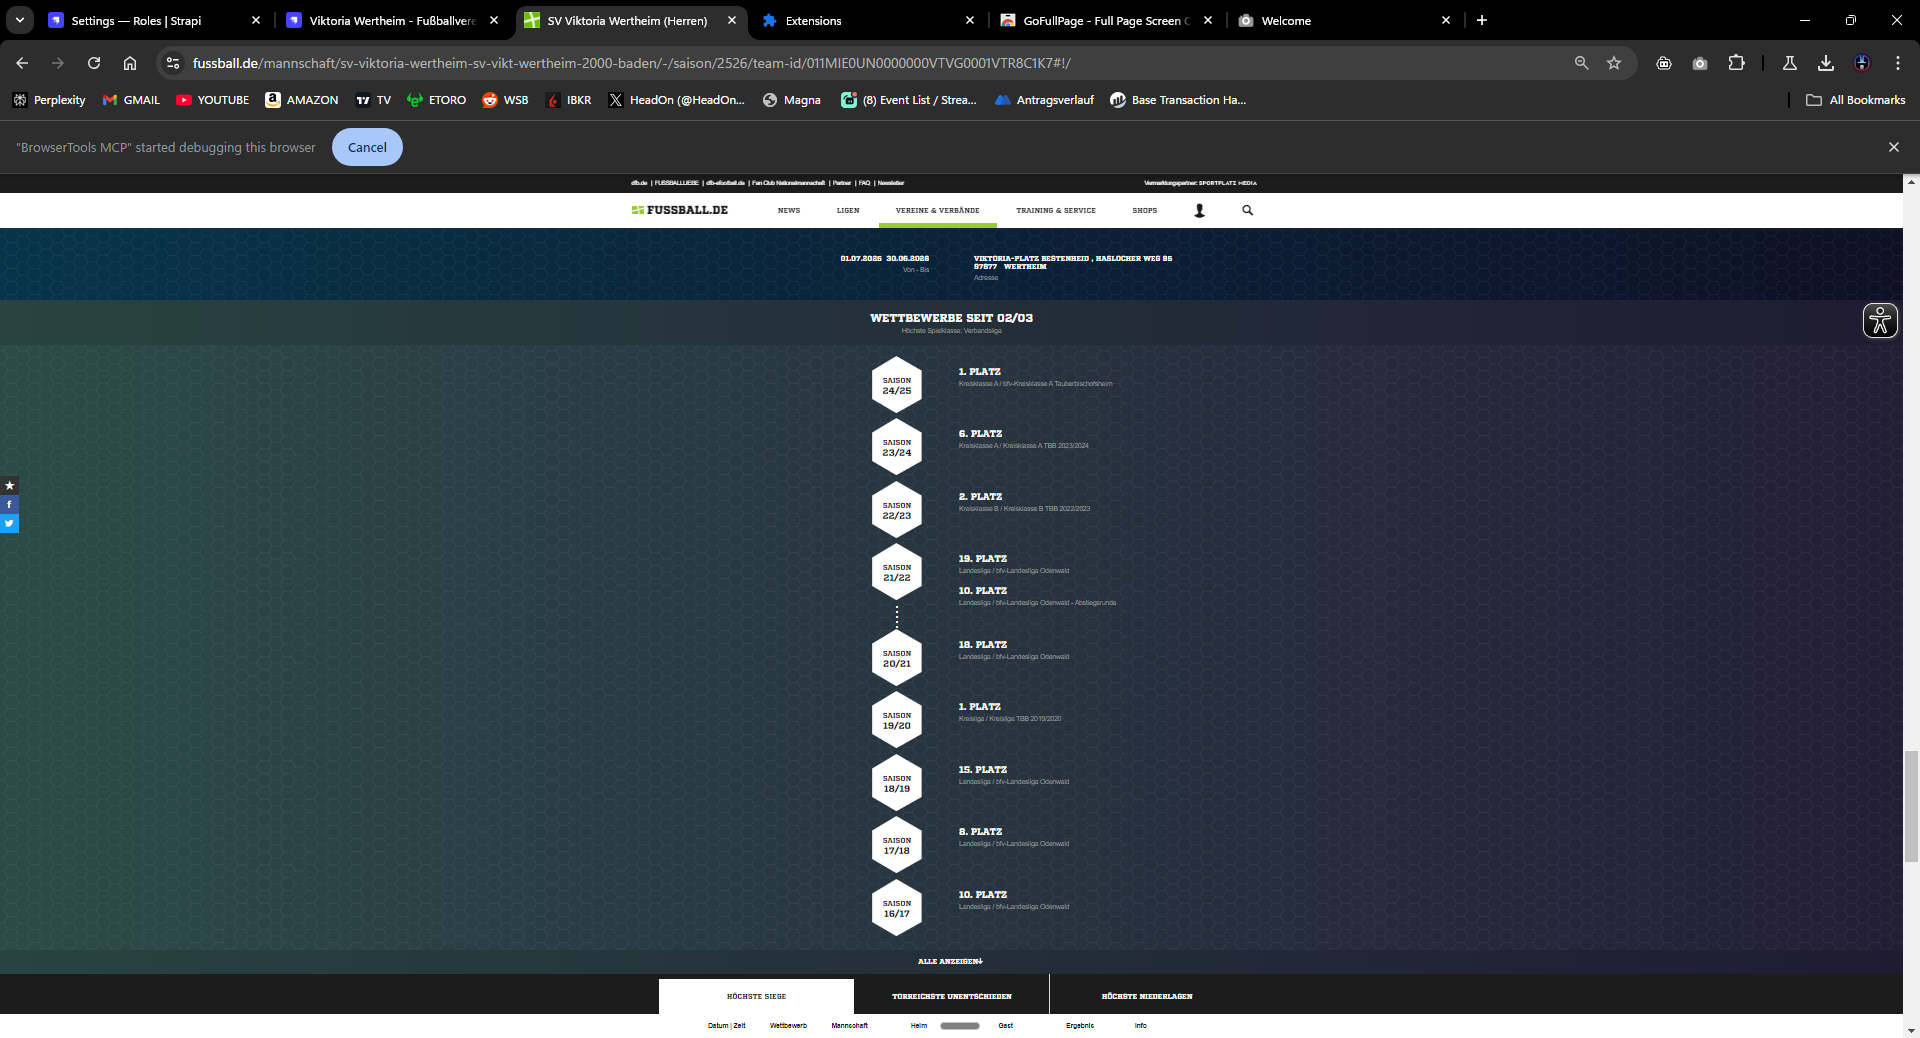 Settings — Roles | Strapi
Viktoria Wertheim - Fußballvere
SV Viktoria Wertheim (Herren)
Extensions
GoFullPage - Full Page Screen C
Welcome
fussball.de/mannschaft/sv-viktoria-wertheim-sv-vikt-wertheim-2000-baden/-/saison/2526/team-id/011MIE0UN0000000VTVG0001VTR8C1K7#!/
Perplexity
GMAIL
YOUTUBE
AMAZON
TV
ETORO
WSB
IBKR
HeadOn (@HeadOn...
Magna
(8) Event List / Strea...
Antragsverlauf
Base Transaction Ha...
All Bookmarks
"BrowserTools MCP" started debugging this browser
Cancel
dfb.de | FUSSBALLLIEBE | dfb-efootball.de | Fan Club Nationalmannschaft | Partner | FAQ | Newsletter
Vermarktungspartner: SPORTPLATZ MEDIA
FUSSBALL.DE
NEWS
LIGEN
VEREINE & VERBÄNDE
TRAINING & SERVICE
SHOPS
01.07.2025 30.06.2026
Von - Bis
VIKTORIA-PLATZ BESTENHEID , HASLOCHER WEG 85
97877 WERTHEIM
Adresse
WETTBEWERBE SEIT 02/03
Höchste Spielklasse: Verbandsliga
SAISON
24/25
1. PLATZ
Kreisklasse A / bfv-Kreisklasse A Tauberbischofsheim
SAISON
23/24
6. PLATZ
Kreisklasse A / Kreisklasse A TBB 2023/2024
SAISON
22/23
2. PLATZ
Kreisklasse B / Kreisklasse B TBB 2022/2023
SAISON
21/22
19. PLATZ
Landesliga / bfv-Landesliga Odenwald
10. PLATZ
Landesliga / bfv-Landesliga Odenwald - Abstiegsrunde
SAISON
20/21
18. PLATZ
Landesliga / bfv-Landesliga Odenwald
SAISON
19/20
1. PLATZ
Kreisliga / Kreisliga TBB 2019/2020
SAISON
18/19
15. PLATZ
Landesliga / bfv-Landesliga Odenwald
SAISON
17/18
8. PLATZ
Landesliga / bfv-Landesliga Odenwald
SAISON
16/17
10. PLATZ
Landesliga / bfv-Landesliga Odenwald
ALLE ANZEIGEN
HÖCHSTE SIEGE
TORREICHSTE UNENTSCHIEDEN
HÖCHSTE NIEDERLAGEN
Datum | Zeit
Wettbewerb
Mannschaft
Heim
Gast
Ergebnis
Info